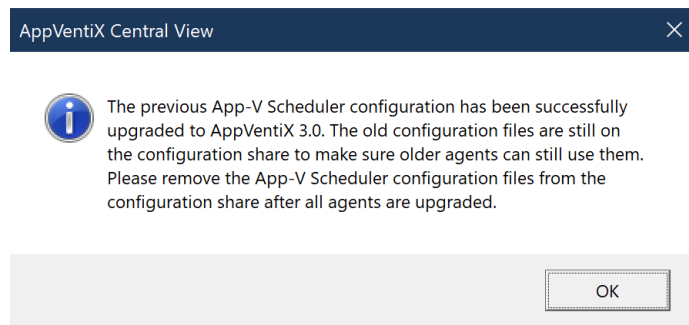 AppVentiX Central View
The previous App-V Scheduler configuration has been successfully
upgraded to AppVentiX 3.0. The old configuration files are still on
the configuration share to make sure older agents can still use them.
Please remove the App-V Scheduler configuration files from the
configuration share after all agents are upgraded.
OK